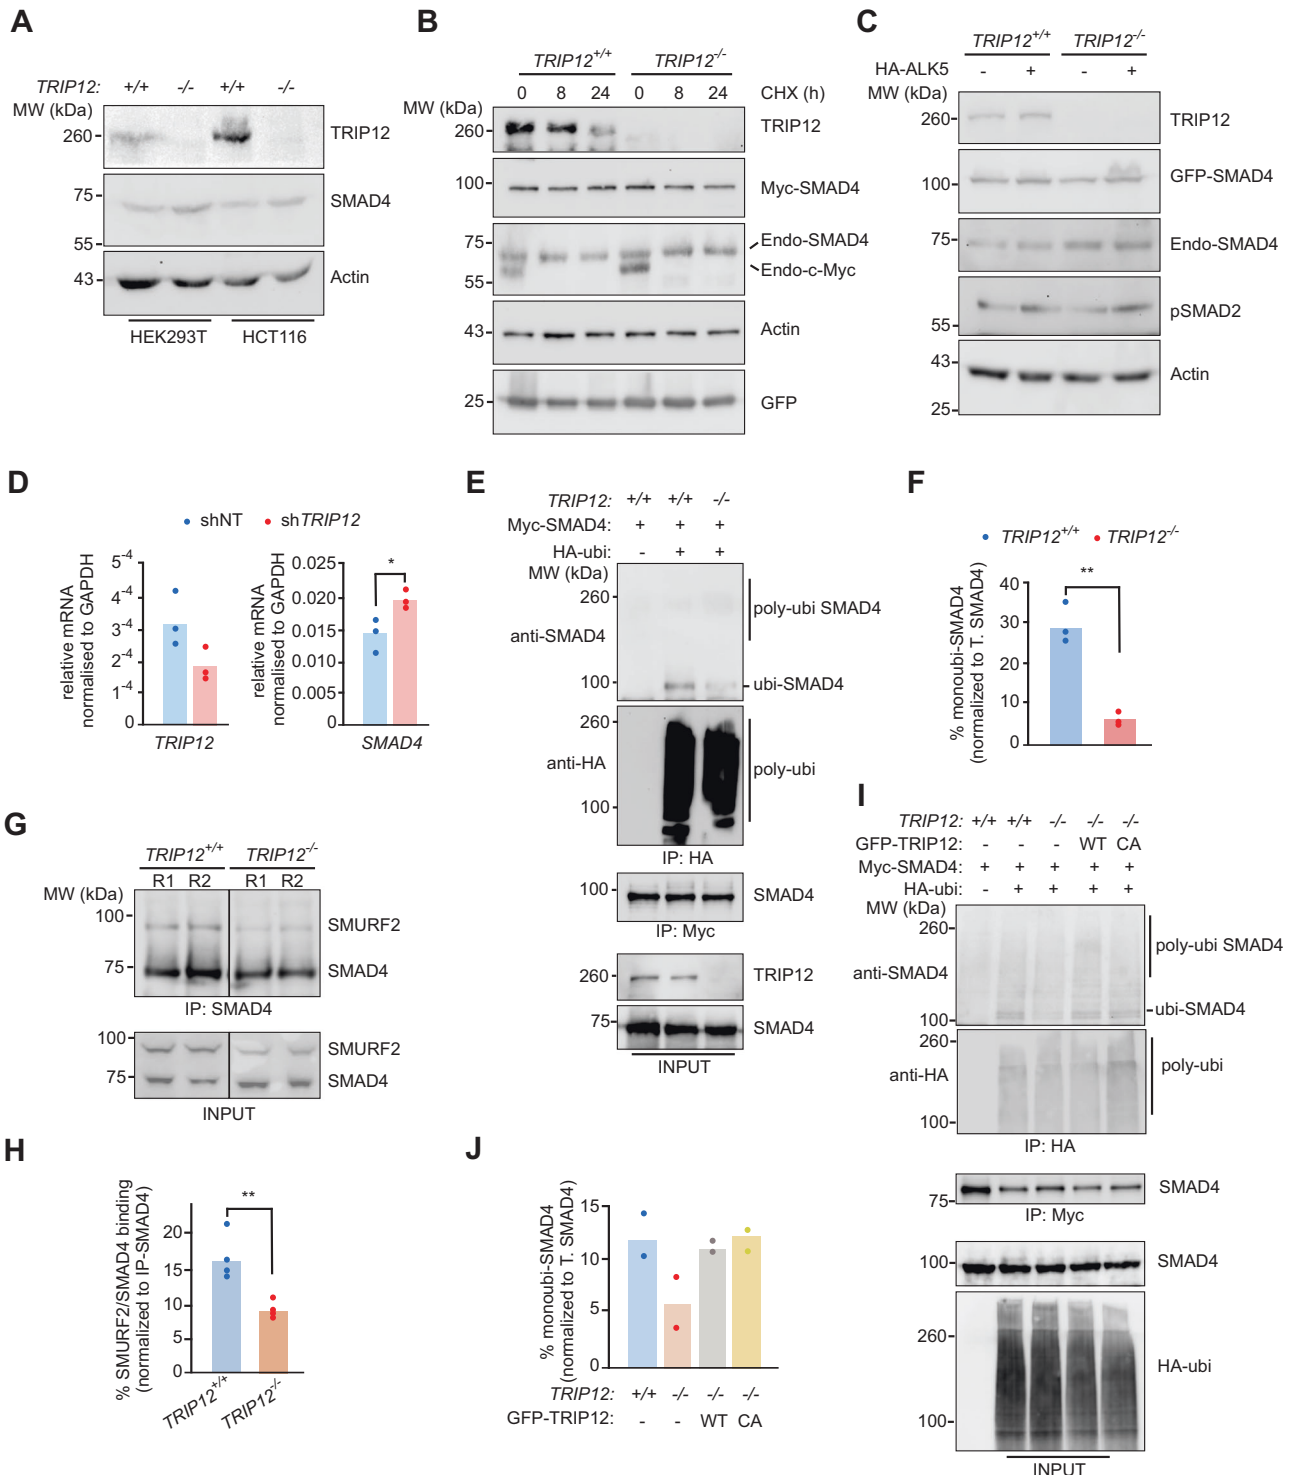 A
TRIP12: +/+ -/- +/+ -/-
MW (kDa)
260 TRIP12
75 SMAD4
55
43 Actin
HEK293T HCT116
B
TRIP12+/+ TRIP12-/-
0 8 24 0 8 24 CHX (h)
MW (kDa)
260 TRIP12
100 Myc-SMAD4
75 Endo-SMAD4
Endo-c-Myc
55
43 Actin
25 GFP
C
TRIP12+/+ TRIP12-/-
HA-ALK5 - + - +
MW (kDa)
260 TRIP12
100 GFP-SMAD4
75 Endo-SMAD4
pSMAD2
55
43 Actin
25
D
shNT shTRIP12
relative mRNA
normalised to GAPDH
5-4
4-4
3-4
2-4
1-4
0
TRIP12
relative mRNA
normalised to GAPDH
0.025
0.020
0.015
0.010
0.005
0
*
SMAD4
E
TRIP12: +/+ +/+ -/-
Myc-SMAD4: + + +
HA-ubi: - + +
MW (kDa)
260 poly-ubi SMAD4
anti-SMAD4
100 ubi-SMAD4
260
anti-HA poly-ubi
100
IP: HA
100 SMAD4
IP: Myc
260 TRIP12
75 SMAD4
INPUT
F
TRIP12+/+ TRIP12-/-
% monoubi-SMAD4
(normalized to T. SMAD4)
40
30
20
10
0
**
G
TRIP12+/+ TRIP12-/-
R1 R2 R1 R2
MW (kDa)
100 SMURF2
75 SMAD4
IP: SMAD4
100 SMURF2
75 SMAD4
INPUT
H
% SMURF2/SMAD4 binding
(normalized to IP-SMAD4)
20
15
10
5
0
**
TRIP12+/+ TRIP12-/-
I
TRIP12: +/+ +/+ -/- -/- -/-
GFP-TRIP12: - - - WT CA
Myc-SMAD4: + + + + +
HA-ubi: - + + + +
MW (kDa)
260 poly-ubi SMAD4
anti-SMAD4
100 ubi-SMAD4
260
anti-HA poly-ubi
100
IP: HA
75 SMAD4
IP: Myc
100 SMAD4
260 HA-ubi
100
INPUT
J
% monoubi-SMAD4
(normalized to T. SMAD4)
15
10
5
0
TRIP12: +/+ -/- -/- -/-
GFP-TRIP12: - - WT CA